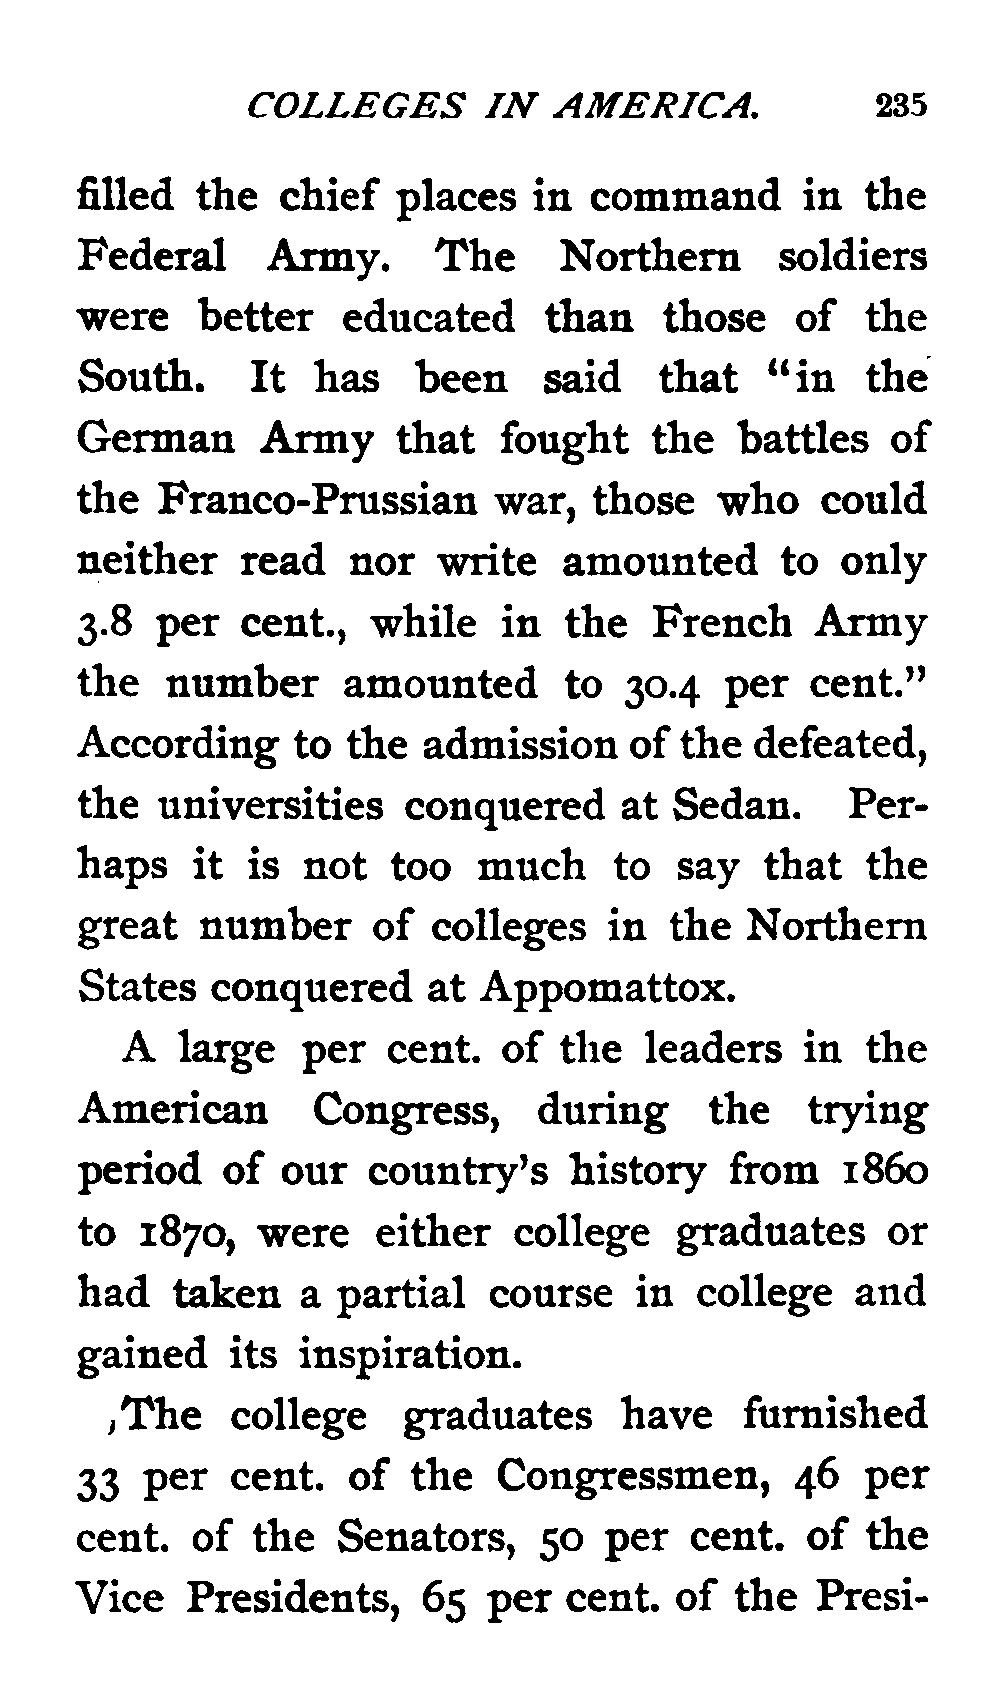 COLLEGES IN AMERICA. 235
filled the chief places in command in the
Federal Army. The Northern soldiers
were better educated than those of the
South. It has been said that “in the
German Army that fought the battles of
the Franco-Prussian war, those who could
neither read nor write amounted to only
3.8 per cent., while in the French Army
the number amounted to 30.4 per cent.”
According to the admission of the defeated,
the universities conquered at Sedan. Per-
haps it is not too much to say that the
great number of colleges in the Northern
States conquered at Appomattox.
A large per cent. of the leaders in the
American Congress, during the trying
period of our country’s history from 1860
to 1870, were either college graduates or
had taken a partial course in college and
gained its inspiration.
The college graduates have furnished
33 per cent. of the Congressmen, 46 per
cent. of the Senators, 50 per cent. of the
Vice Presidents, 65 per cent. of the Presi-